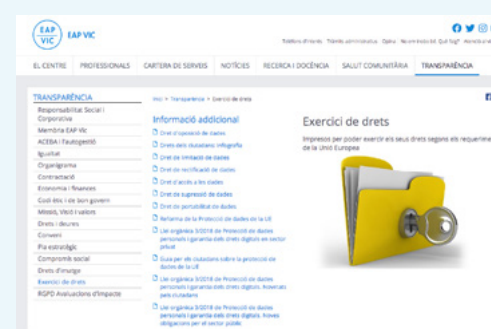 EAP
VIC
EAP VIC
Telèfons d'interès Tràmits administratius Opina
EL CENTRE PROFESSIONALS CARTERA DE SERVEIS NOTÍCIES RECERCA I DOCÈNCIA SALUT COMUNITÀRIA TRANSPARÈNCIA
TRANSPARÈNCIA
Responsabilitat Social i
Corporativa
Memòria EAP Vic
ACEBA i l'autogestió
Igualtat
Organigrama
Contractació
Economia i finances
Codi ètic i de bon govern
Missió, Visió i valors
Drets i deures
Conveni
Pla estratègic
Compromís social
Drets d'imatge
Exercici de drets
RGPD Avaluacions d'impacte
Inici > Transparència > Exercici de drets
Informació addicional
Dret d'oposició de dades
Drets dels ciutadans: infografia
Dret de limitació de dades
Dret de rectificació de dades
Dret d'accés a les dades
Dret de supressió de dades
Dret de portabilitat de dades
Reforma de la Protecció de dades de la UE
Llei orgànica 3/2018 de Protecció de dades
personals i garantia dels drets digitals en sector
privat
Guia per els ciutadans sobre la protecció de
dades de la UE
Llei orgànica 3/2018 de Protecció de dades
personals i garantia dels drets digitals. Novetats
pels ciutadans
Llei orgànica 3/2018 de Protecció de dades
personals i garantia dels drets digitals. Noves
obligacions per el sector públic
Exercici de drets
Impresos per poder exercir els seus drets segons els requerime
de la Unió Europea